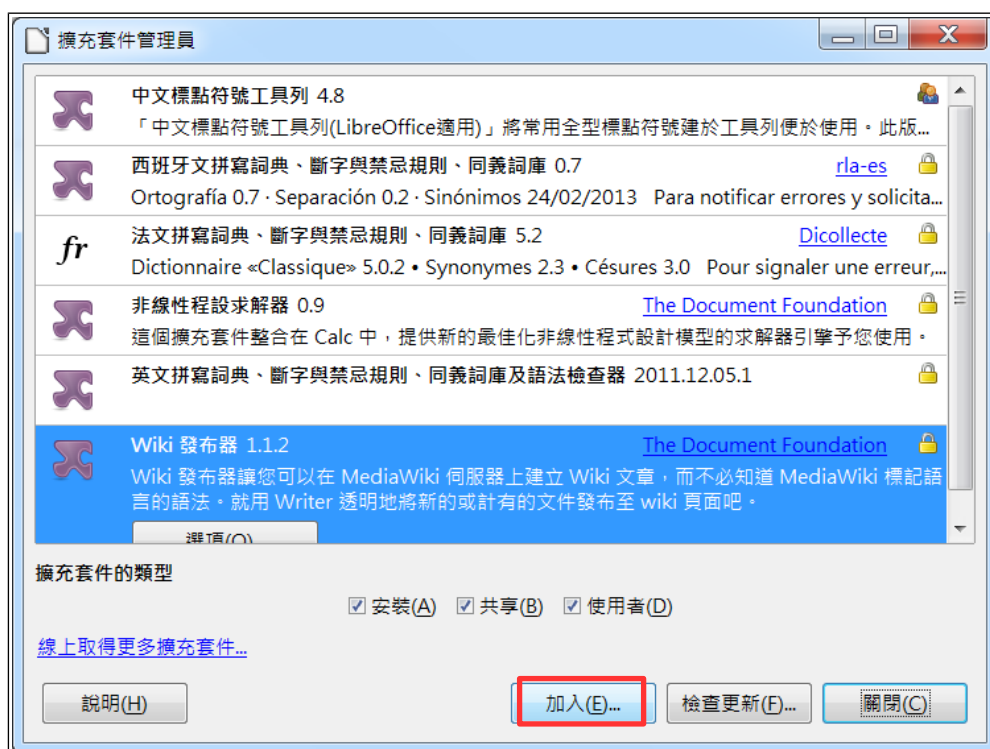 擴充套件管理員
中文標點符號工具列 4.8
「中文標點符號工具列(LibreOffice適用)」將常用全型標點符號建於工具列便於使用。此版...
西班牙文拼寫詞典、斷字與禁忌規則、同義詞庫 0.7 rla-es
Ortografía 0.7 · Separación 0.2 · Sinónimos 24/02/2013 Para notificar errores y solicita...
fr
法文拼寫詞典、斷字與禁忌規則、同義詞庫 5.2 Dicollecte
Dictionnaire «Classique» 5.0.2 • Synonymes 2.3 • Césures 3.0 Pour signaler une erreur,...
非線性程設求解器 0.9 The Document Foundation
這個擴充套件整合在 Calc 中，提供新的最佳化非線性程式設計模型的求解器引擎予您使用。
英文拼寫詞典、斷字與禁忌規則、同義詞庫及語法檢查器 2011.12.05.1
Wiki 發布器 1.1.2 The Document Foundation
Wiki 發布器讓您可以在 MediaWiki 伺服器上建立 Wiki 文章，而不必知道 MediaWiki 標記語
言的語法。就用 Writer 透明地將新的或計有的文件發布至 wiki 頁面吧。
選項(O)
擴充套件的類型
安裝(A) 共享(B) 使用者(D)
線上取得更多擴充套件...
說明(H) 加入(E)... 檢查更新(F)... 關閉(C)